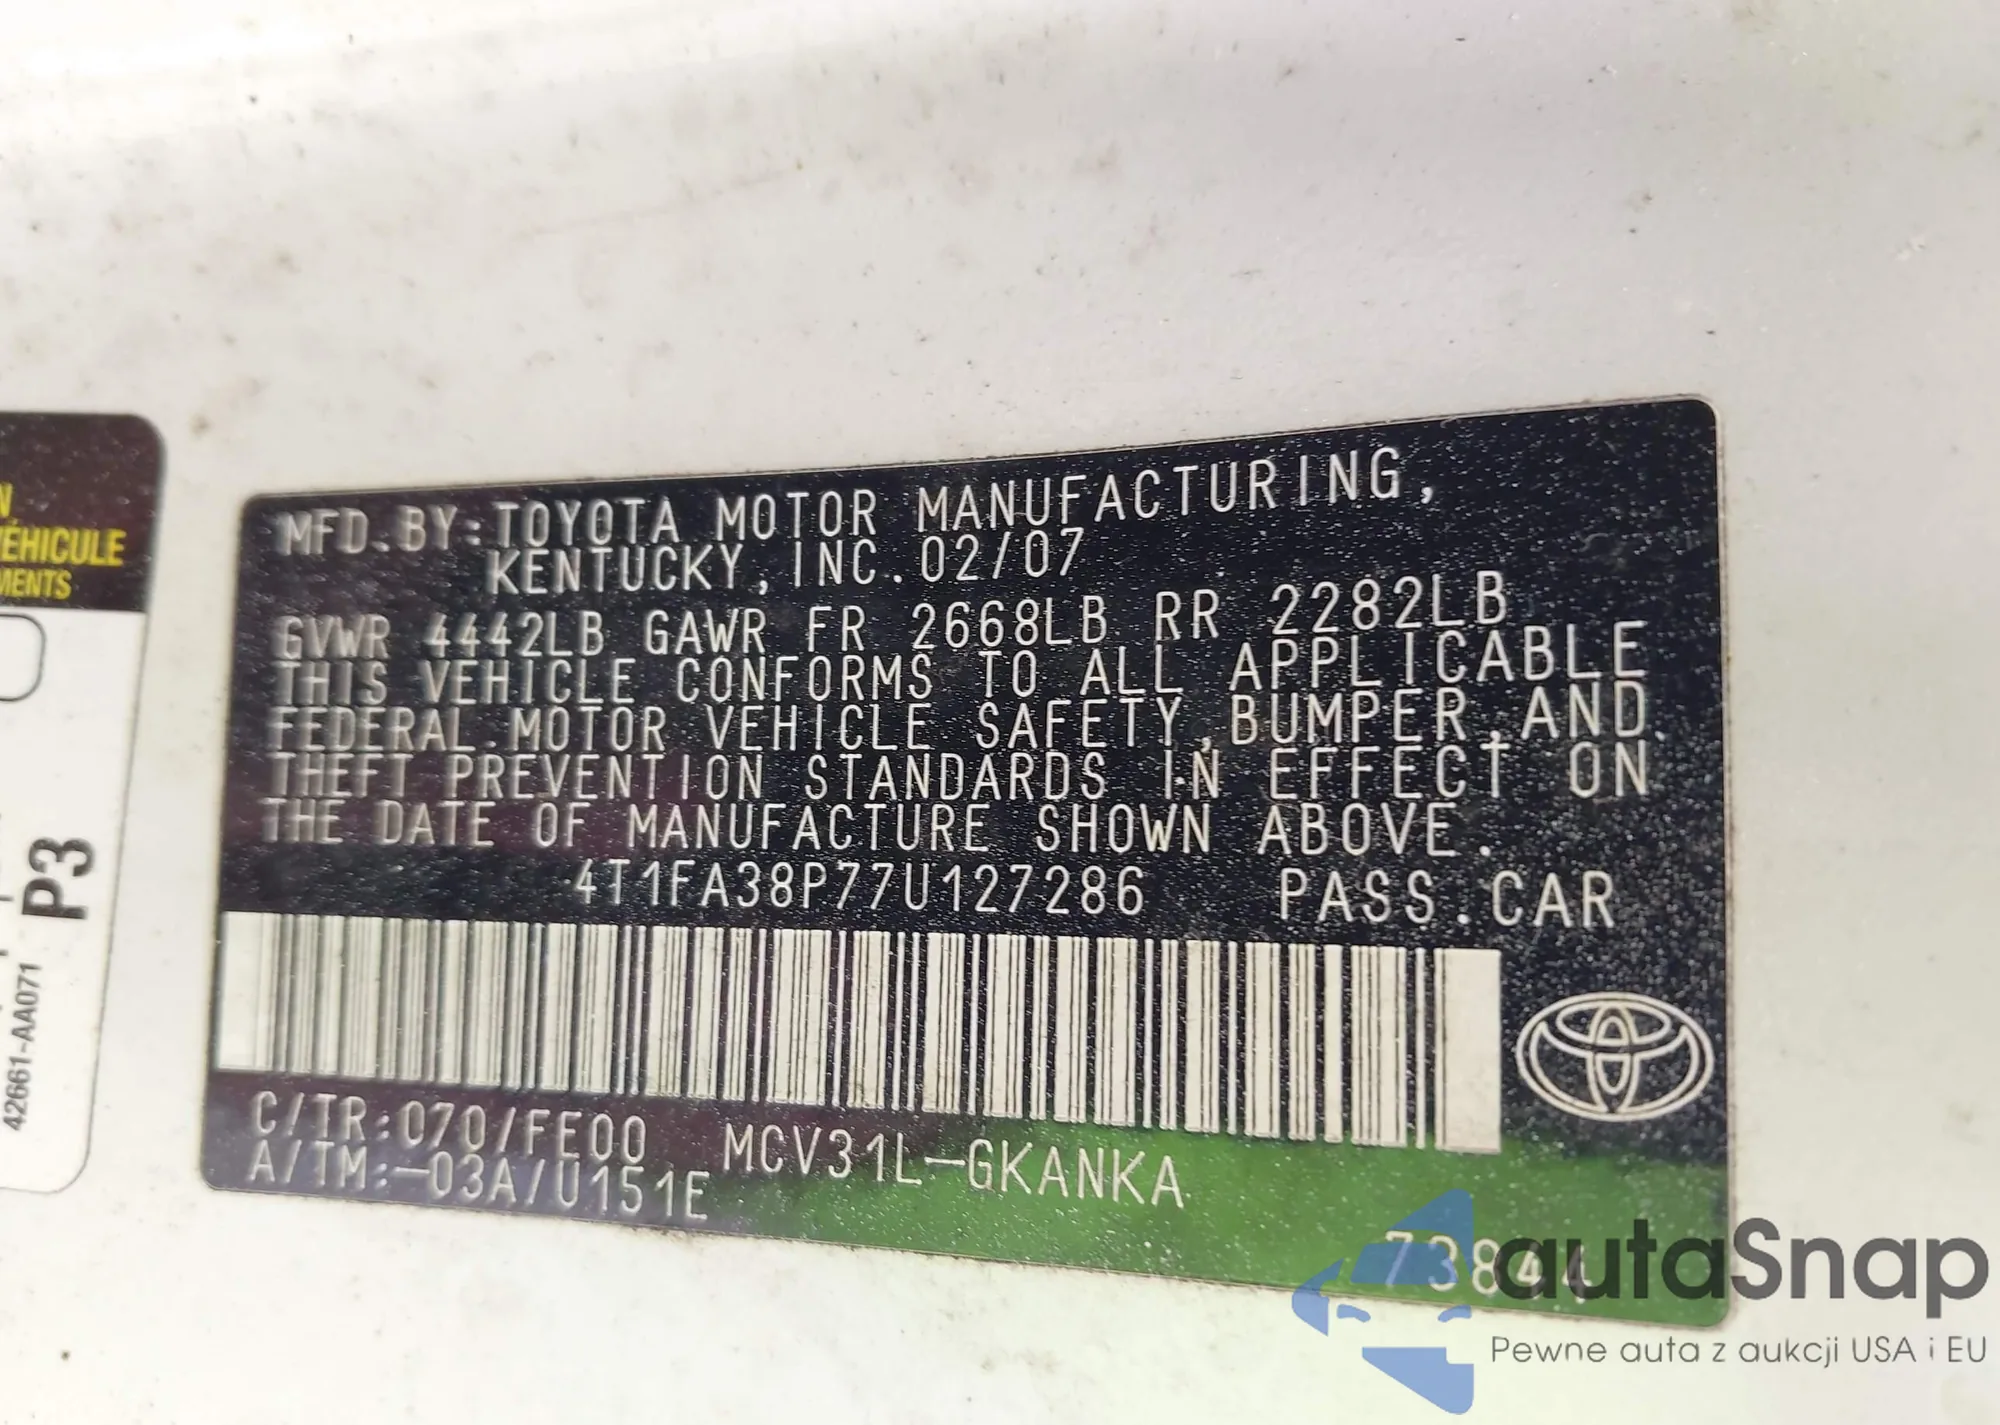 N
ÉHICULE
MENTS
P3
42661-AA071
MFD.BY:TOYOTA MOTOR MANUFACTURING,
KENTUCKY, INC. 02/07
GVWR 4442LB GAWR FR 2668LB RR 2282LB
THIS VEHICLE CONFORMS TO ALL APPLICABLE
FEDERAL MOTOR VEHICLE SAFETY,BUMPER,AND
THEFT PREVENTION STANDARDS IN EFFECT ON
THE DATE OF MANUFACTURE SHOWN ABOVE.
4T1FA38P77U127286 PASS.CAR
C/TR:070/FE00 MCV31L-GKANKA
A/TM:-03A/U151E
73844
autaSnap
Pewne auta z aukcji USA i EU